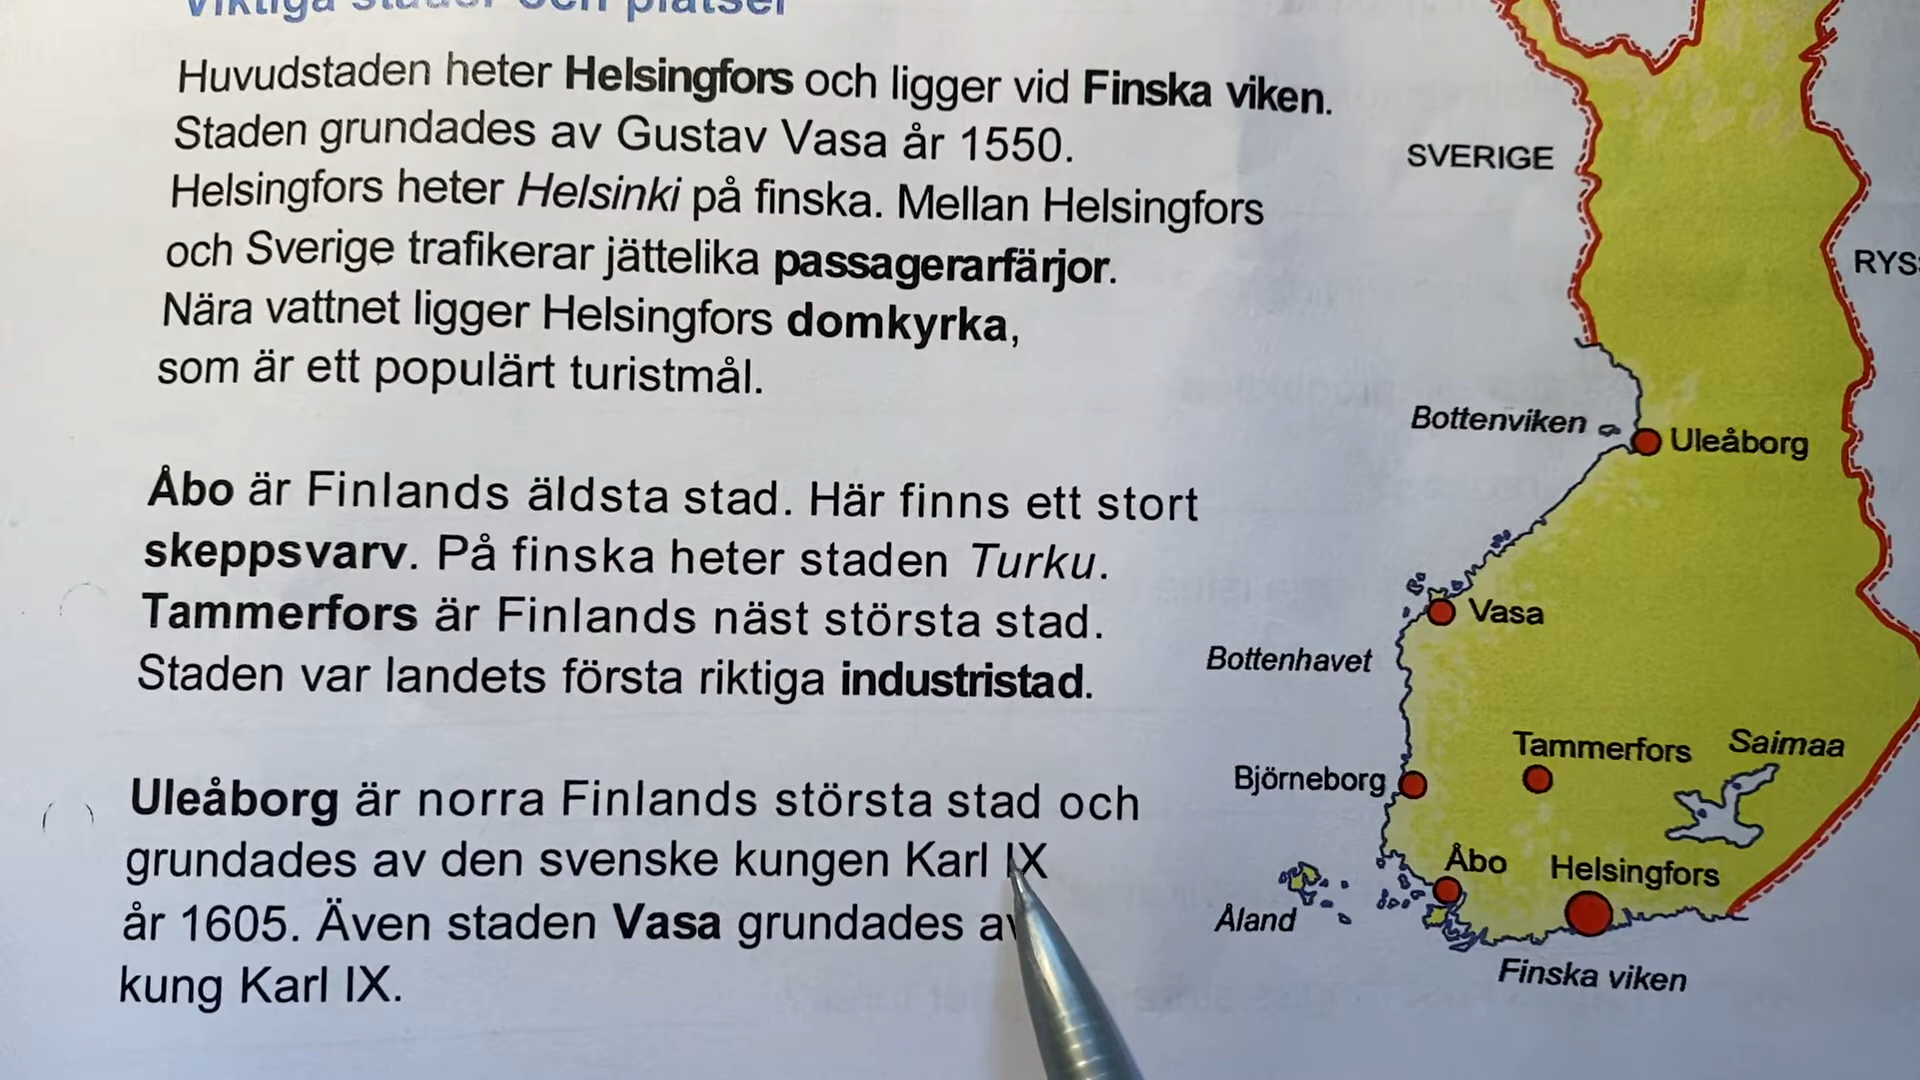 Viktiga städer och platser
Huvudstaden heter Helsingfors och ligger vid Finska viken.
Staden grundades av Gustav Vasa år 1550.
Helsingfors heter Helsinki på finska. Mellan Helsingfors
och Sverige trafikerar jättelika passagerarfärjor.
Nära vattnet ligger Helsingfors domkyrka,
som är ett populärt turistmål.
Åbo är Finlands äldsta stad. Här finns ett stort
skeppsvarv. På finska heter staden Turku.
Tammerfors är Finlands näst största stad.
Staden var landets första riktiga industristad.
Uleåborg är norra Finlands största stad och
grundades av den svenske kungen Karl IX
år 1605. Även staden Vasa grundades av
kung Karl IX.
SVERIGE
RYS
Bottenviken
Uleåborg
Vasa
Bottenhavet
Tammerfors
Saimaa
Björneborg
Åbo
Helsingfors
Åland
Finska viken